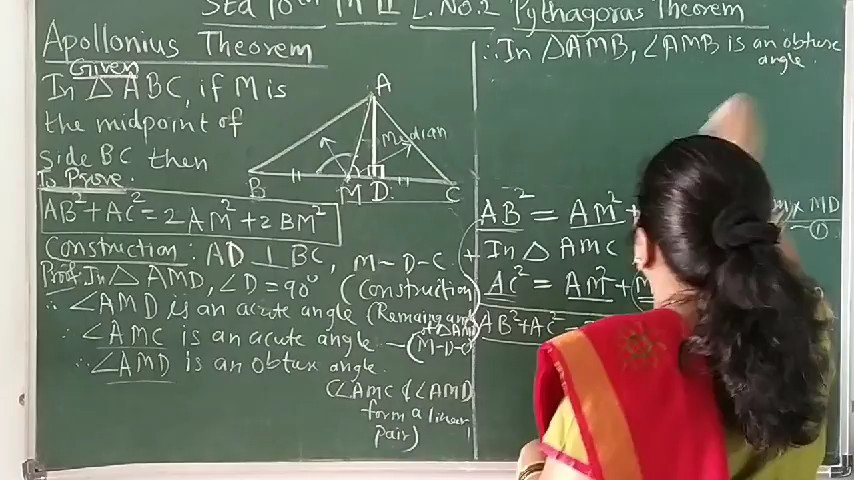 Std 10th M II L. No. 2 Pythagoras Theorem
Apollonius Theorem
Given
In △ABC, if M is
the midpoint of
side BC then
To Prove:
AB²+AC²=2AM²+2BM²
Construction: AD ⊥ BC, M-D-C.
Proof: In △AMD, ∠D=90° (Construction
∴ ∠AMD is an acute angle (Remaing ang
of △AMD
∴ ∠AMC is an acute angle -(M-D-C)
∴ ∠AMD is an obtuse angle.
(∠AMC & ∠AMD
form a linear
pair)
A
Median
B M D C
∴ In △AMB, ∠AMB is an obtuse
angle.
AB² = AM² + M × MD
-①
+ In △AMC
AC² = AM² + (M
AB²+AC²=